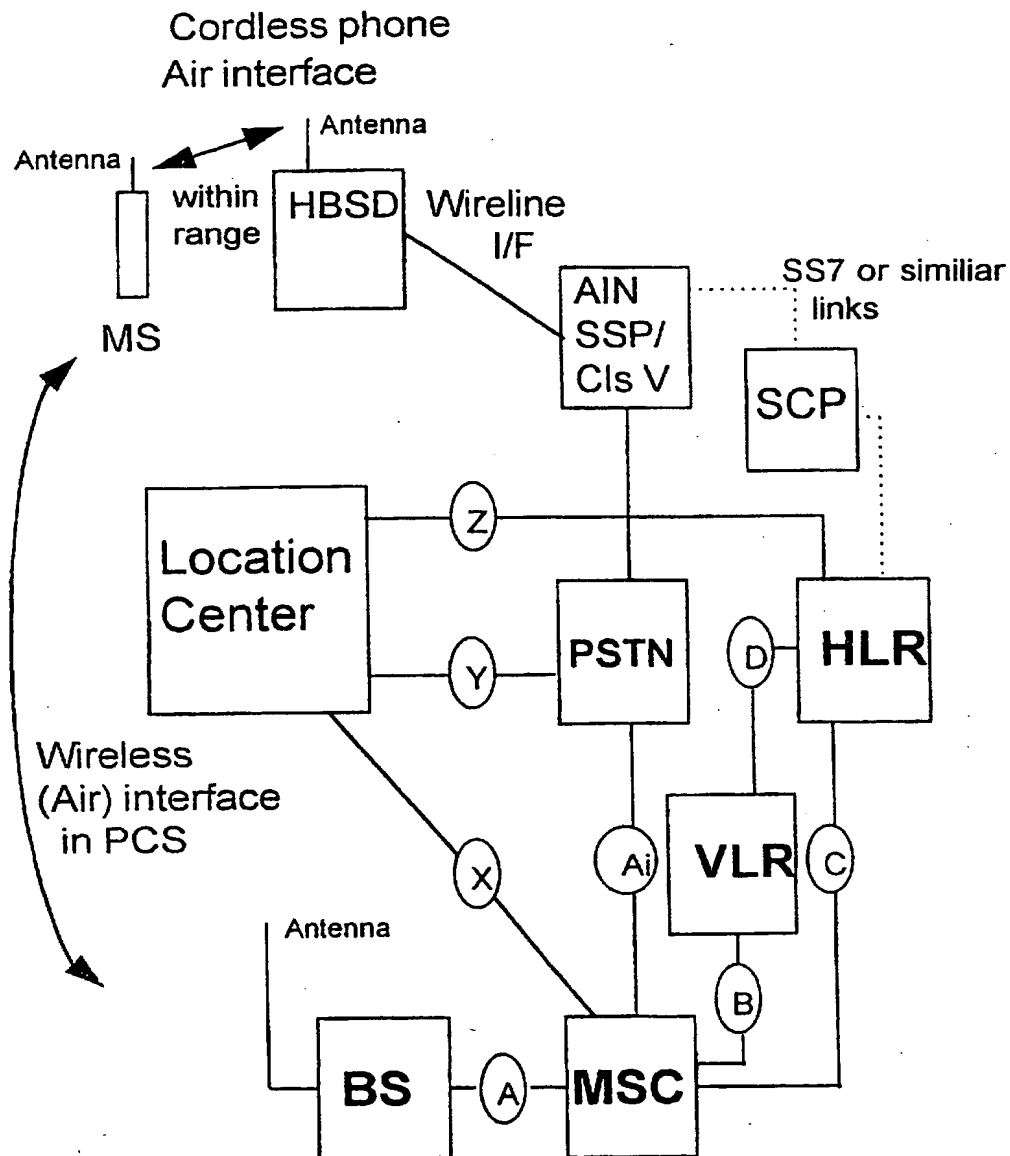 Cordless phone
Air interface
Antenna
Antenna
within
range
HBSD
Wireline
I/F
MS
AIN
SSP/
Cls V
SS7 or similiar
links
SCP
Location
Center
Z
Y
PSTN
D
HLR
Wireless
(Air) interface
in PCS
X
Ai
VLR
C
Antenna
B
BS
A
MSC